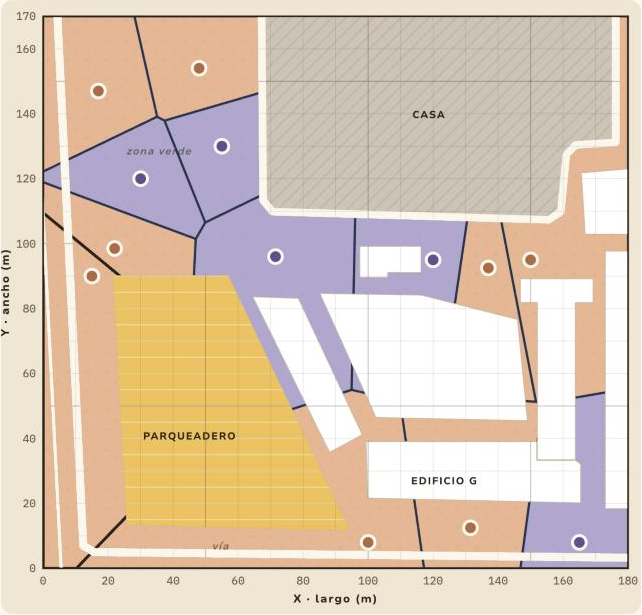 170
160
140
120
100
80
60
40
20
0
Y · ancho (m)
CASA
zona verde
PARQUEADERO
EDIFICIO G
vía
0 20 40 60 80 100 120 140 160 180
X · largo (m)